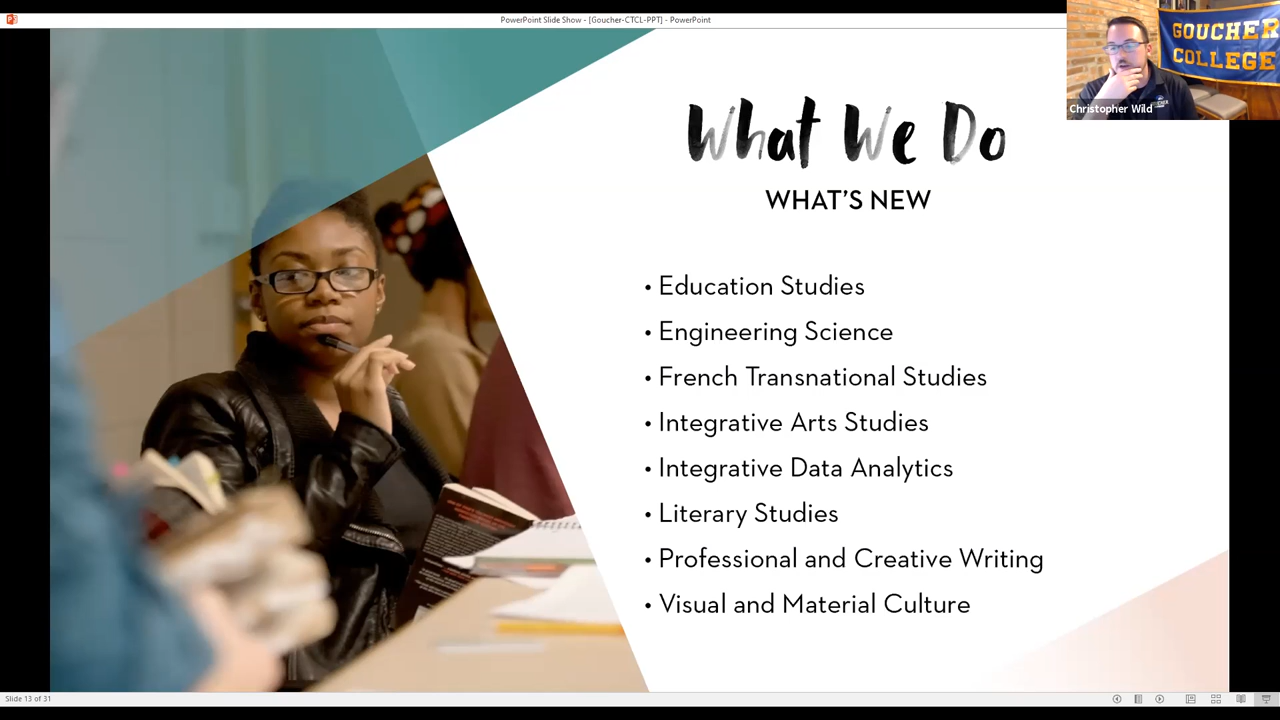 PowerPoint Slide Show - [Goucher-CTCL-PPT] - PowerPoint
GOUCHER
COLLEGE
Christopher Wild
What We Do
WHAT'S NEW
• Education Studies
• Engineering Science
• French Transnational Studies
• Integrative Arts Studies
• Integrative Data Analytics
• Literary Studies
• Professional and Creative Writing
• Visual and Material Culture
Slide 13 of 31